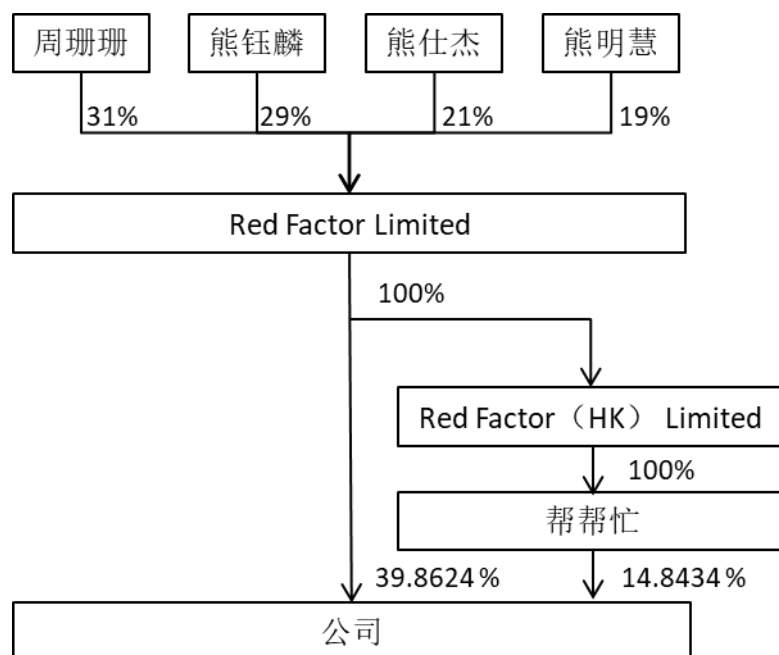 周珊珊
熊钰麟
熊仕杰
熊明慧
31%
29%
21%
19%
Red Factor Limited
100%
Red Factor（HK） Limited
100%
帮帮忙
39.8624%
14.8434%
公司